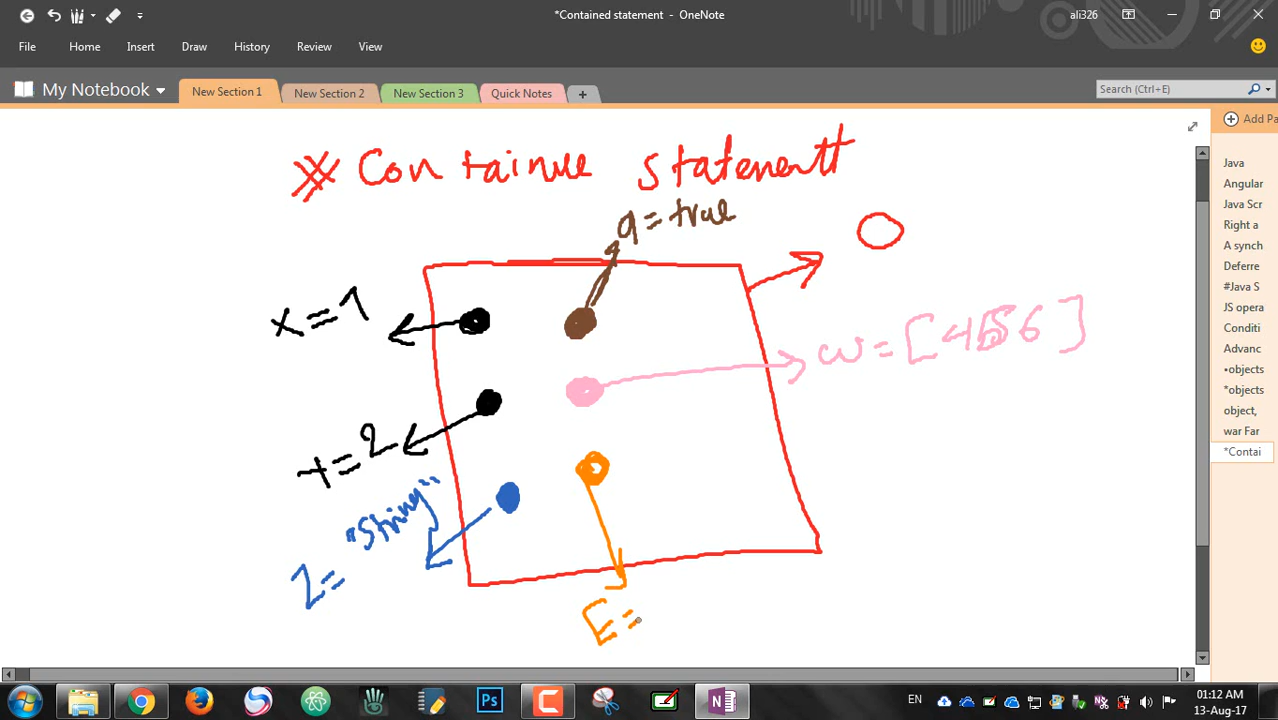 *Contained statement - OneNote
ali326
File Home Insert Draw History Review View
My Notebook
New Section 1 New Section 2 New Section 3 Quick Notes +
Search (Ctrl+E)
Add Pa
Java
Angular
Java Scr
Right a
A synch
Deferre
#Java S
JS opera
Conditi
Advanc
•objects
*objects
object,
war Far
*Contai
statement
a = true
x = 1
w = [ ]
= 2
"string"
Z =
E =
EN
Ps
01:12 AM
13-Aug-17